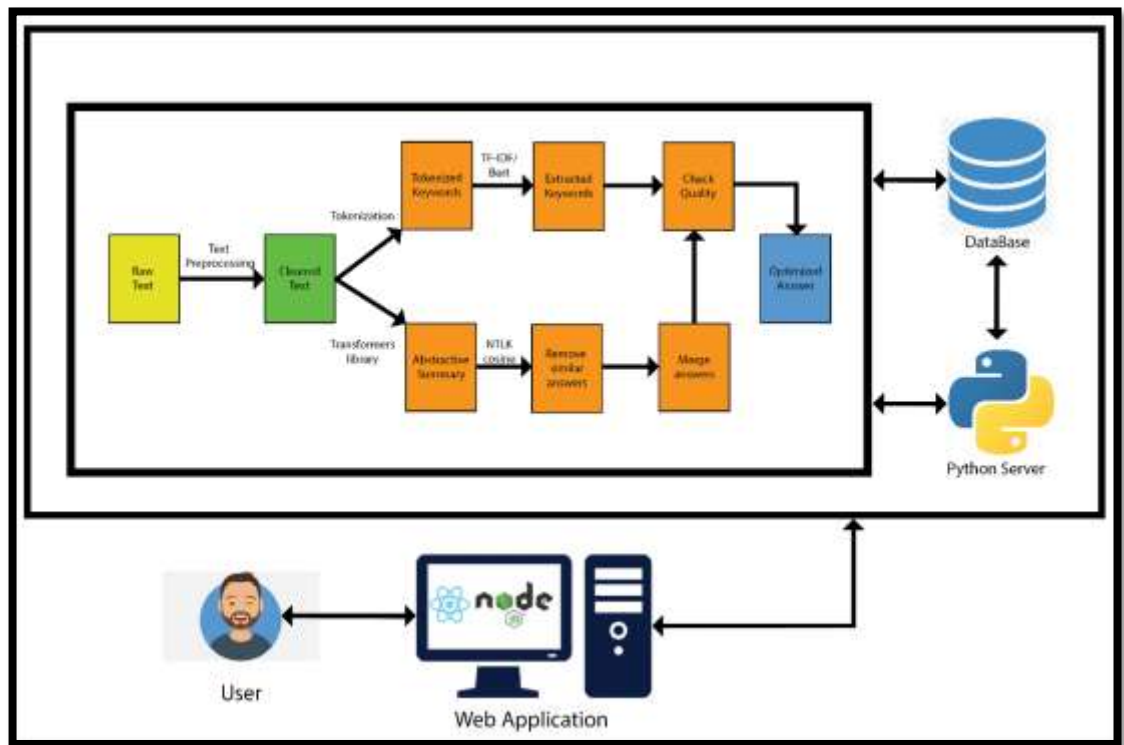 Tokenized
Keywords
TF-IDF/
Bert
Extracted
Keywords
Check
Quality
Tokenization
Raw
Text
Text
Preprocessing
Cleaned
Text
Optimized
Answer
Transformers
library
Abstractive
Summary
NTLK
cosine
Remove
similar
answers
Merge
answers
DataBase
Python Server
node
JS
User
Web Application